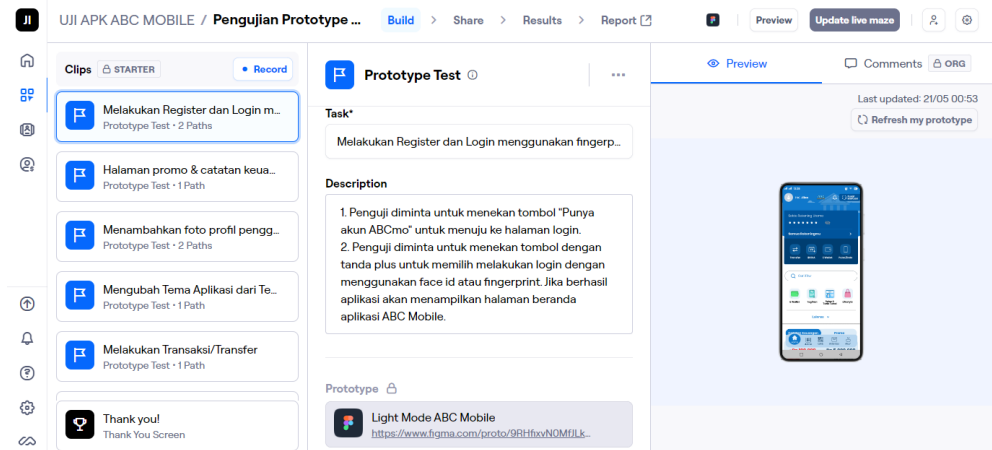 JI
UJI APK ABC MOBILE / Pengujian Prototype ...
Build > Share > Results > Report
Preview
Update live maze
Clips
STARTER
Record
Melakukan Register dan Login m...
Prototype Test • 2 Paths
Halaman promo & catatan keua...
Prototype Test • 1 Path
Menambahkan foto profil pengg...
Prototype Test • 2 Paths
Mengubah Tema Aplikasi dari Te...
Prototype Test • 1 Path
Melakukan Transaksi/Transfer
Prototype Test • 1 Path
Thank you!
Thank You Screen
Prototype Test
Task*
Melakukan Register dan Login menggunakan fingerp...
Description
1. Penguji diminta untuk menekan tombol "Punya
akun ABCmo" untuk menuju ke halaman login.
2. Penguji diminta untuk menekan tombol dengan
tanda plus untuk memilih melakukan login dengan
menggunakan face id atau fingerprint. Jika berhasil
aplikasi akan menampilkan halaman beranda
aplikasi ABC Mobile.
Prototype
Light Mode ABC Mobile
https://www.figma.com/proto/9RHfixvN0MfJLk...
Preview
Comments
ORG
Last updated: 21/05 00:53
Refresh my prototype